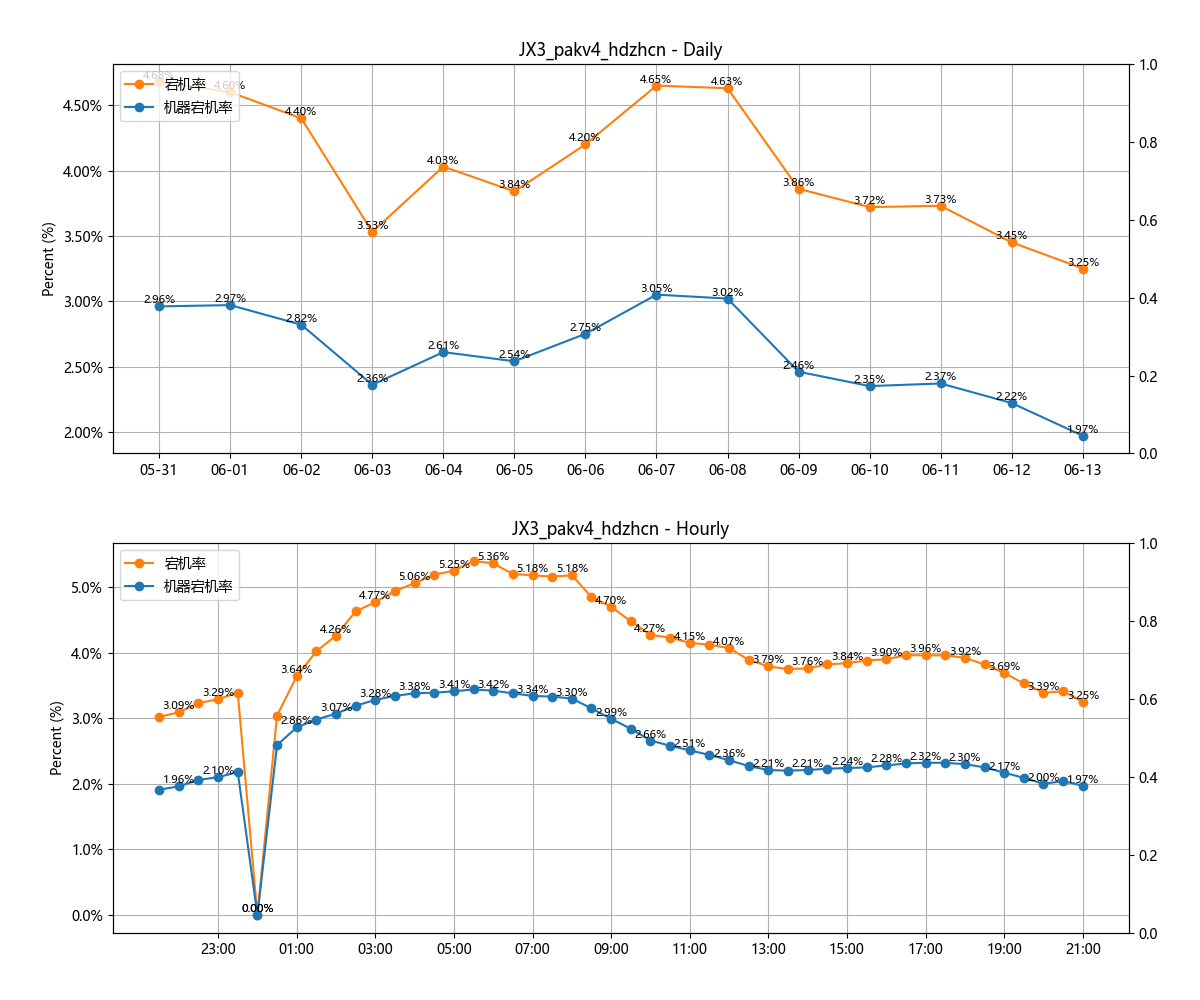 JX3_pakv4_hdzhcn - Daily
宕机率
机器宕机率
Percent (%)
4.50%
4.00%
3.50%
3.00%
2.50%
2.00%
1.0
0.8
0.6
0.4
0.2
0.0
4.68% 4.60% 4.40% 3.53% 4.03% 3.84% 4.20% 4.65% 4.63% 3.86% 3.72% 3.73% 3.45% 3.25%
2.96% 2.97% 2.82% 2.36% 2.61% 2.54% 2.75% 3.05% 3.02% 2.46% 2.35% 2.37% 2.22% 1.97%
05-31 06-01 06-02 06-03 06-04 06-05 06-06 06-07 06-08 06-09 06-10 06-11 06-12 06-13
JX3_pakv4_hdzhcn - Hourly
宕机率
机器宕机率
Percent (%)
5.0%
4.0%
3.0%
2.0%
1.0%
0.0%
1.0
0.8
0.6
0.4
0.2
0.0
3.09% 3.29% 0.00% 3.64% 4.26% 4.77% 5.06% 5.25% 5.36% 5.18% 5.18% 4.70% 4.27% 4.15% 4.07% 3.79% 3.76% 3.84% 3.90% 3.96% 3.92% 3.69% 3.39% 3.25%
1.96% 2.10% 0.00% 2.86% 3.07% 3.28% 3.38% 3.41% 3.42% 3.34% 3.30% 2.99% 2.66% 2.51% 2.36% 2.21% 2.21% 2.24% 2.28% 2.32% 2.30% 2.17% 2.00% 1.97%
23:00 01:00 03:00 05:00 07:00 09:00 11:00 13:00 15:00 17:00 19:00 21:00